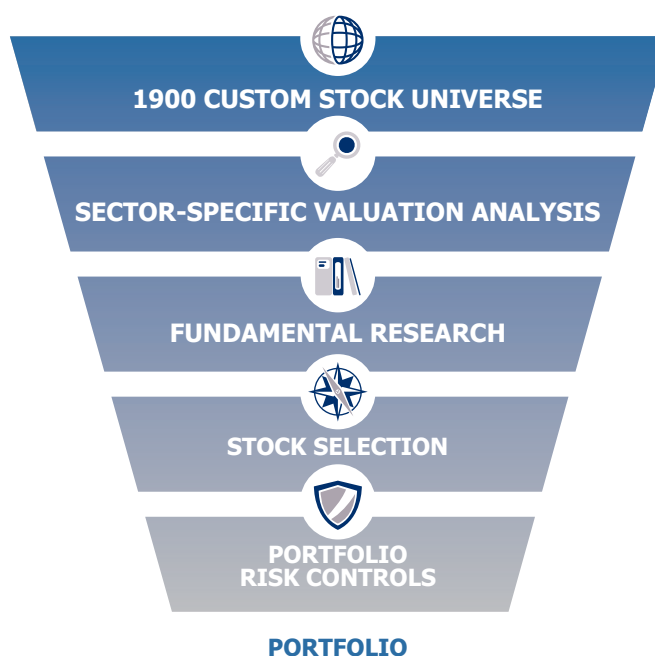 1900 CUSTOM STOCK UNIVERSE
SECTOR-SPECIFIC VALUATION ANALYSIS
FUNDAMENTAL RESEARCH
STOCK SELECTION
PORTFOLIO
RISK CONTROLS
PORTFOLIO